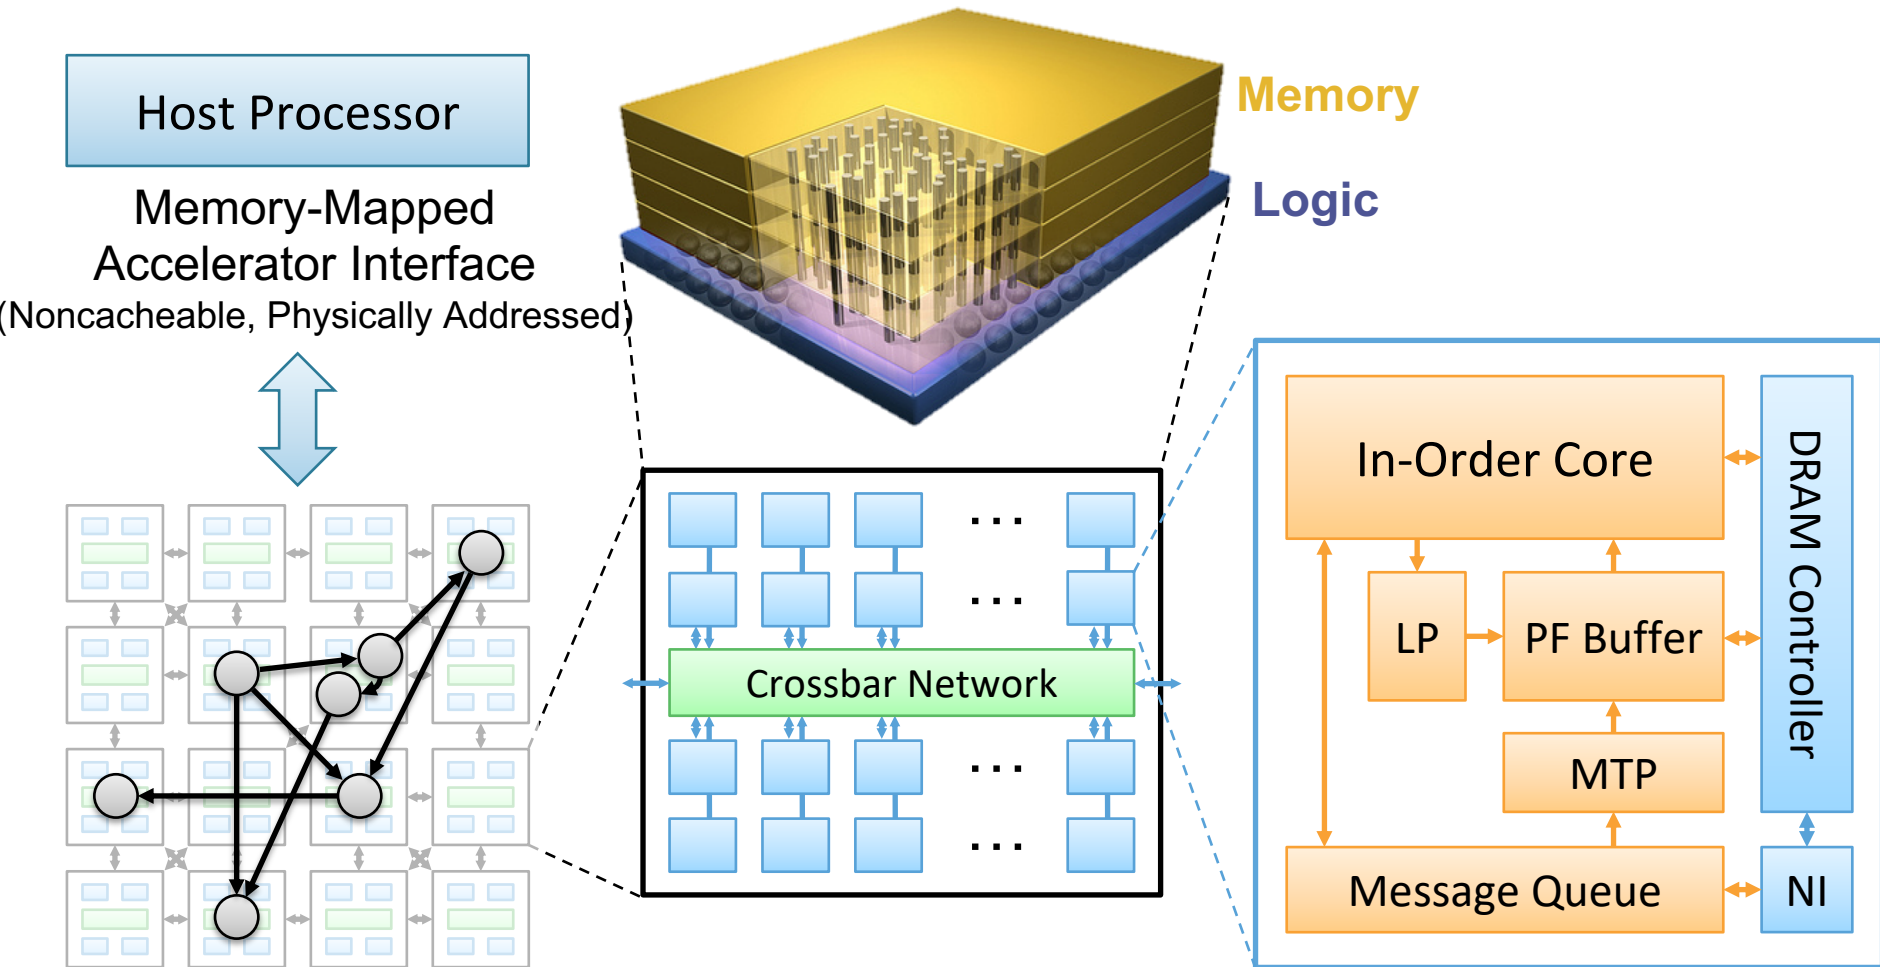 Host Processor
Memory-Mapped
Accelerator Interface
(Noncacheable, Physically Addressed)
Memory
Logic
Crossbar Network
...
...
...
...
In-Order Core
LP
PF Buffer
MTP
Message Queue
DRAM Controller
NI